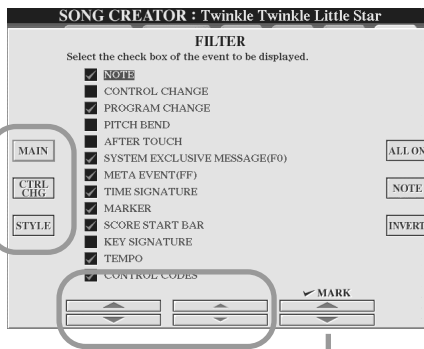 SONG CREATOR : Twinkle Twinkle Little Star
FILTER
Select the check box of the event to be displayed.
NOTE
CONTROL CHANGE
PROGRAM CHANGE
PITCH BEND
AFTER TOUCH
SYSTEM EXCLUSIVE MESSAGE(F0)
META EVENT(FF)
TIME SIGNATURE
MARKER
SCORE START BAR
KEY SIGNATURE
TEMPO
CONTROL CODES
MAIN
CTRL
CHG
STYLE
ALL ON
NOTE
INVERT
MARK